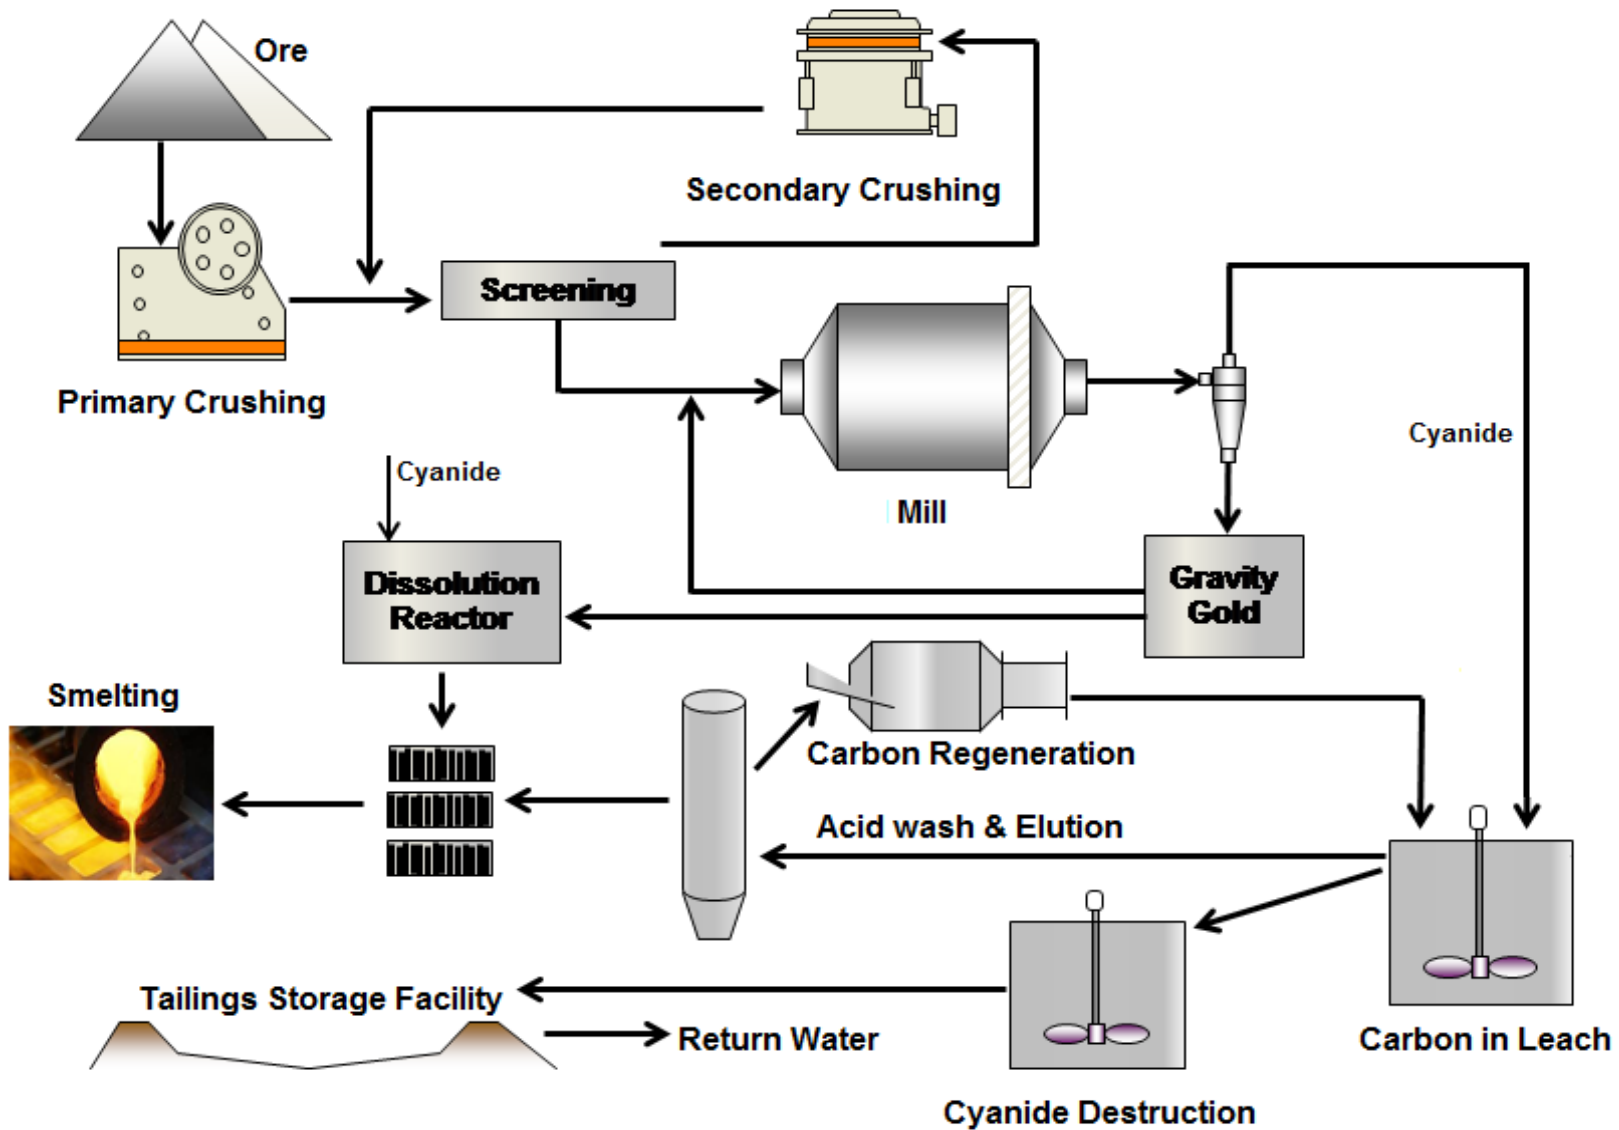 Ore
Secondary Crushing
Screening
Primary Crushing
Cyanide
Cyanide
Mill
Dissolution
Reactor
Gravity
Gold
Smelting
Carbon Regeneration
Acid wash & Elution
Tailings Storage Facility
Return Water
Carbon in Leach
Cyanide Destruction